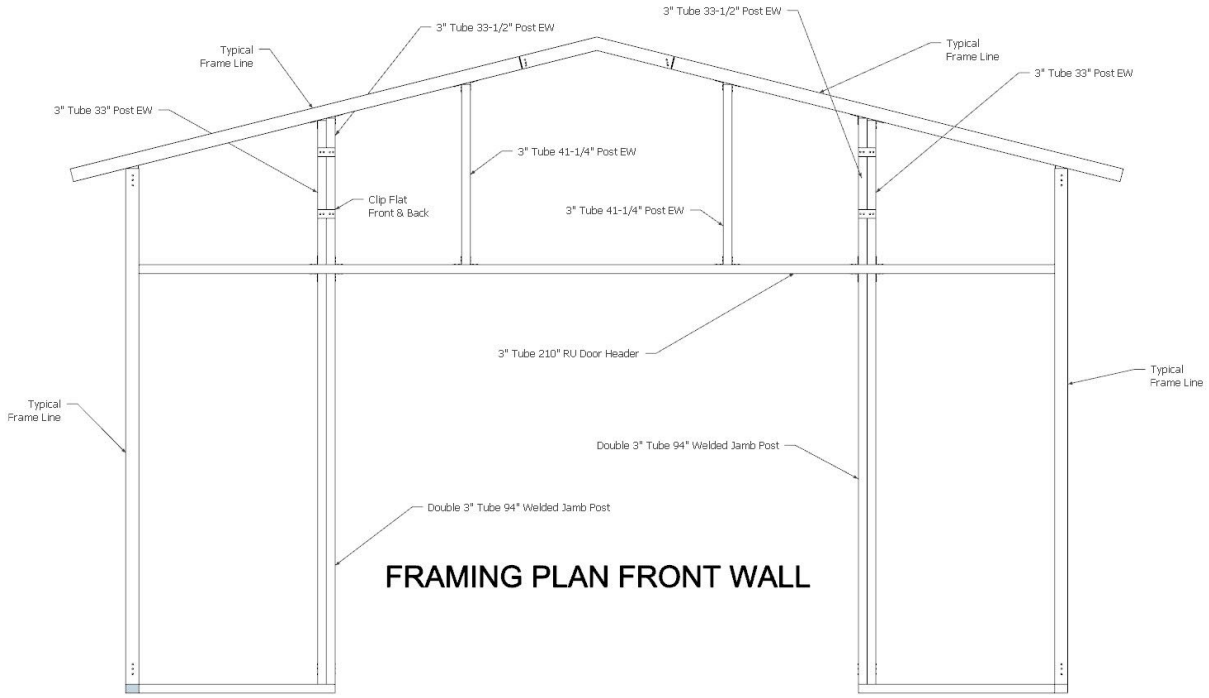 3" Tube 33-1/2" Post EW
3" Tube 33-1/2" Post EW
Typical
Frame Line
Typical
Frame Line
3" Tube 33" Post EW
3" Tube 33" Post EW
3" Tube 41-1/4" Post EW
Clip Flat
Front & Back
3" Tube 41-1/4" Post EW
3" Tube 210" RU Door Header
Typical
Frame Line
Typical
Frame Line
Double 3" Tube 94" Welded Jamb Post
Double 3" Tube 94" Welded Jamb Post
FRAMING PLAN FRONT WALL